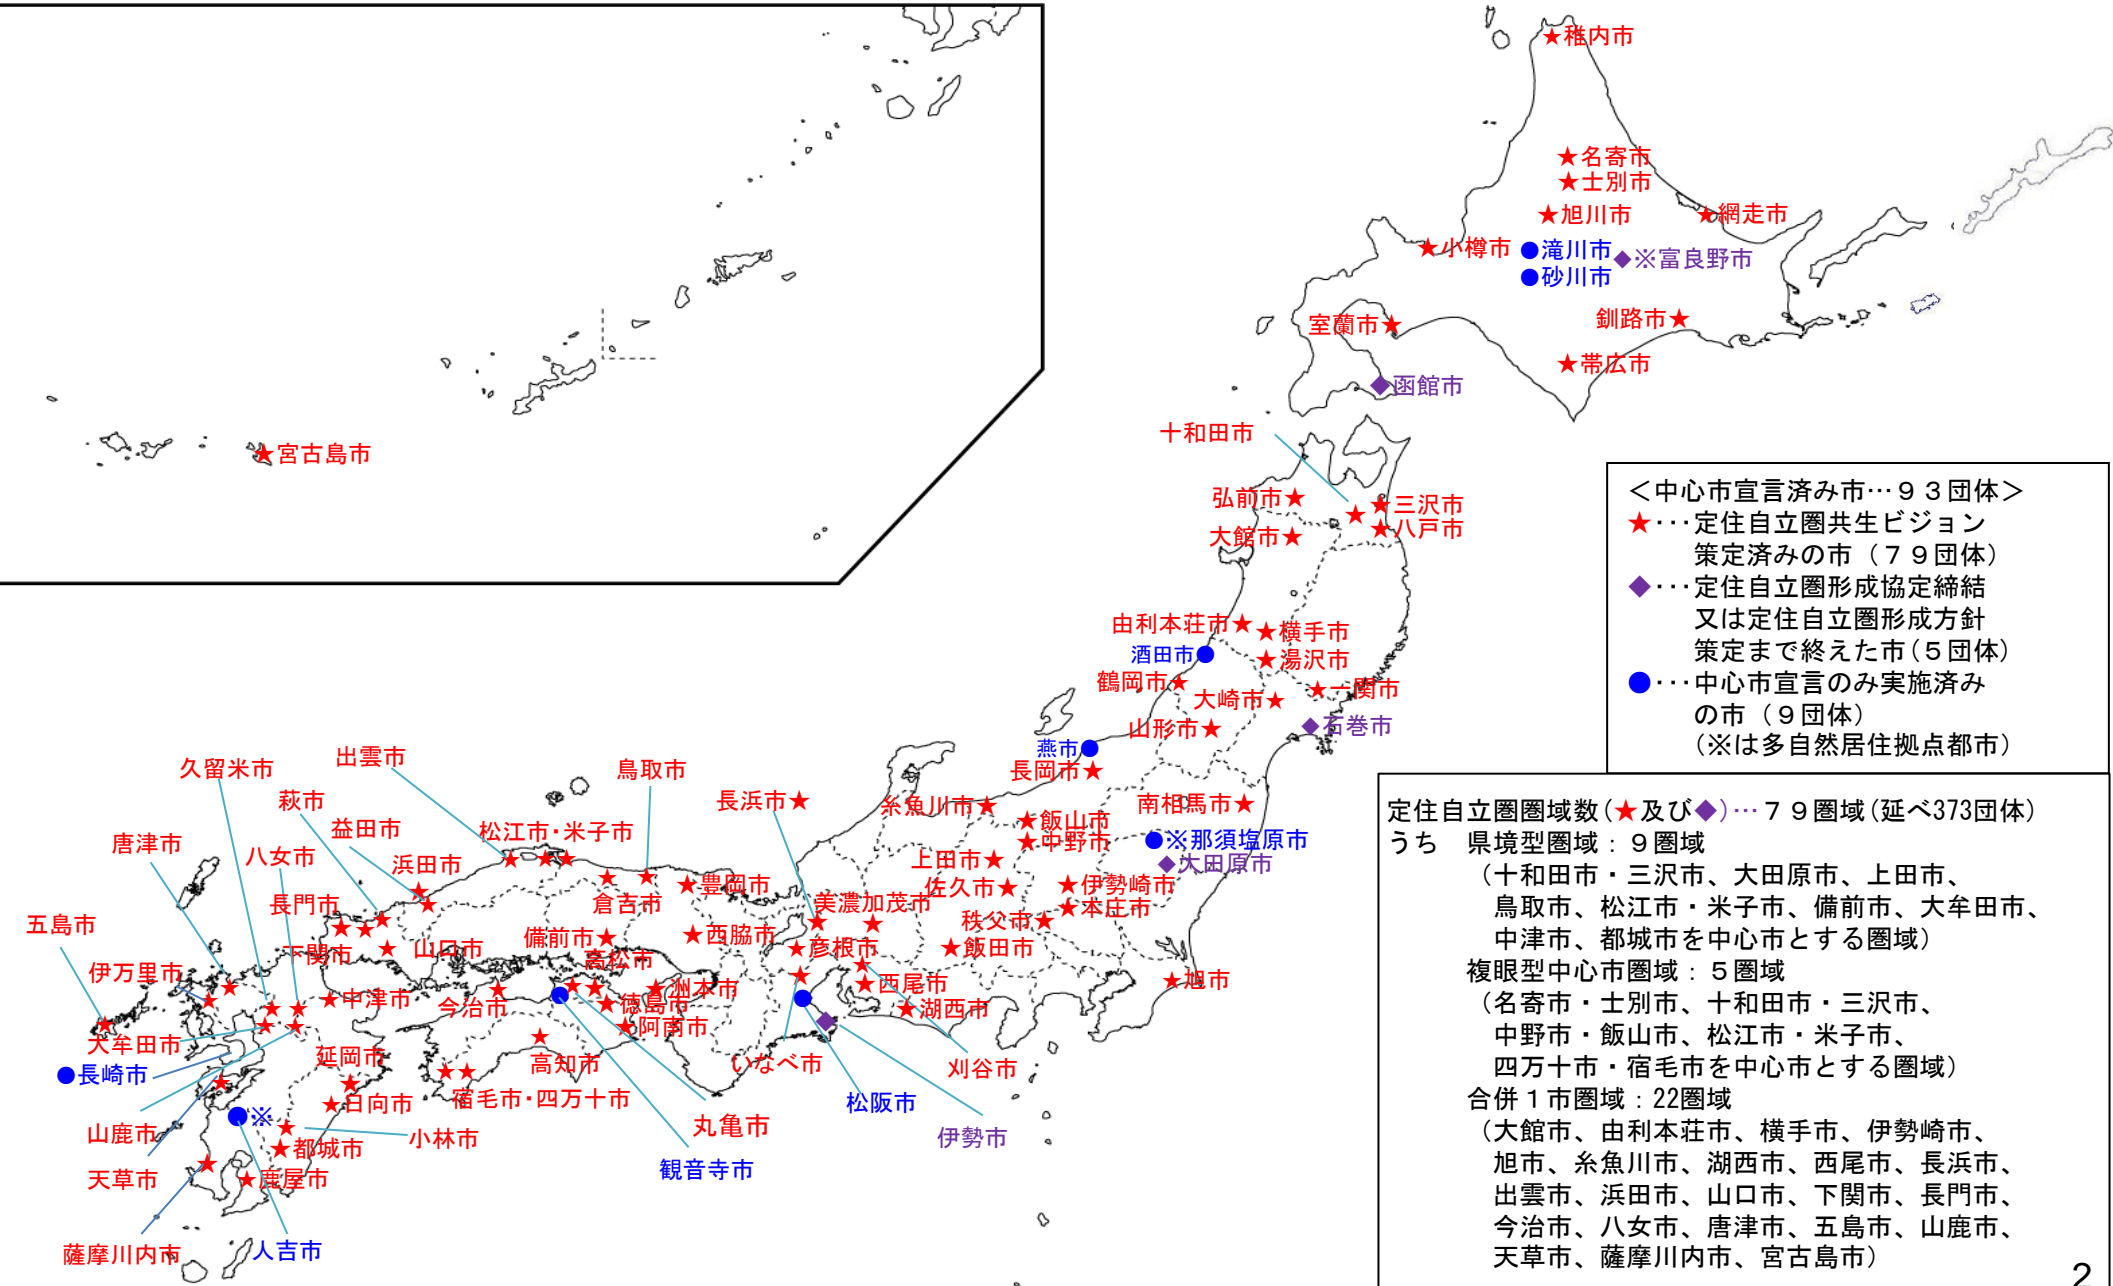 ★稚内市
★名寄市
★士別市
★旭川市
★網走市
★小樽市
●滝川市
◆※富良野市
●砂川市
室蘭市★
釧路市★
★帯広市
◆函館市
★宮古島市
十和田市
弘前市★
★三沢市
大館市★
★八戸市
由利本荘市★
★横手市
酒田市●
★湯沢市
鶴岡市★
★一関市
大崎市★
山形市★
◆石巻市
燕市●
長岡市★
南相馬市★
糸魚川市★
★飯山市
★中野市
●※那須塩原市
◆大田原市
上田市★
佐久市★
★伊勢崎市
★本庄市
秩父市★
★飯田市
★旭市
長浜市★
美濃加茂市
★彦根市
★西尾市
★湖西市
刈谷市
いなべ市
松阪市
伊勢市
久留米市
出雲市
鳥取市
萩市
益田市
松江市・米子市
唐津市
八女市
浜田市
★豊岡市
倉吉市
長門市
五島市
下関市
★山口市
備前市★
★西脇市
高松市
伊万里市
★中津市
今治市
★洲本市
★徳島市
★阿南市
大牟田市
延岡市
高知市
●長崎市
★日向市
宿毛市・四万十市
丸亀市
●※
山鹿市
小林市
★都城市
観音寺市
天草市
★鹿屋市
薩摩川内市
人吉市
＜中心市宣言済み市…９３団体＞
★･･･定住自立圏共生ビジョン
策定済みの市（７９団体）
◆･･･定住自立圏形成協定締結
又は定住自立圏形成方針
策定まで終えた市(５団体)
●･･･中心市宣言のみ実施済み
の市（９団体）
（※は多自然居住拠点都市）
定住自立圏圏域数(★及び◆)…７９圏域(延べ373団体)
うち　県境型圏域：９圏域
（十和田市・三沢市、大田原市、上田市、
鳥取市、松江市・米子市、備前市、大牟田市、
中津市、都城市を中心市とする圏域）
複眼型中心市圏域：５圏域
（名寄市・士別市、十和田市・三沢市、
中野市・飯山市、松江市・米子市、
四万十市・宿毛市を中心市とする圏域）
合併１市圏域：22圏域
（大館市、由利本荘市、横手市、伊勢崎市、
旭市、糸魚川市、湖西市、西尾市、長浜市、
出雲市、浜田市、山口市、下関市、長門市、
今治市、八女市、唐津市、五島市、山鹿市、
天草市、薩摩川内市、宮古島市）
2